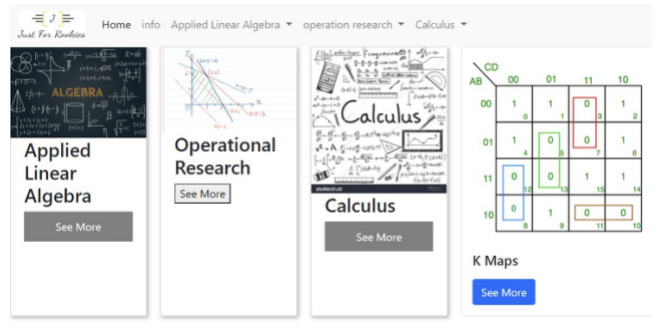 { J }
Just For Rookies
Home info Applied Linear Algebra operation research Calculus
ALGEBRA
Applied
Linear
Algebra
See More
Operational
Research
See More
Calculus
shutterstock
Calculus
See More
CD
AB 00 01 11 10
00 1 1 0 1
0 1 3 2
01 1 0 0 1
4 5 7 6
11 0 0 1 1
12 13 15 14
10 0 1 0 0
8 9 11 10
K Maps
See More